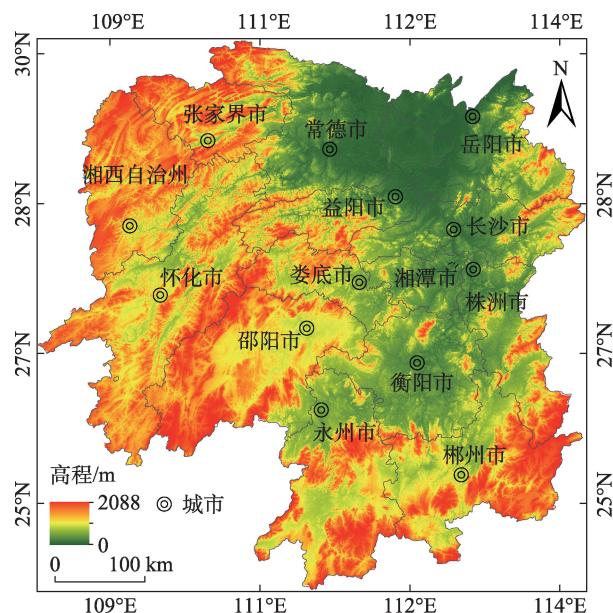 109°E 111°E 112°E 114°E
30°N
N
张家界市
常德市
岳阳市
湘西自治州
28°N 28°N
益阳市
长沙市
怀化市
娄底市
湘潭市
株洲市
邵阳市
27°N 27°N
衡阳市
永州市
郴州市
高程/m
2088
0
城市
25°N 25°N
0 100 km
109°E 111°E 112°E 114°E
30°N